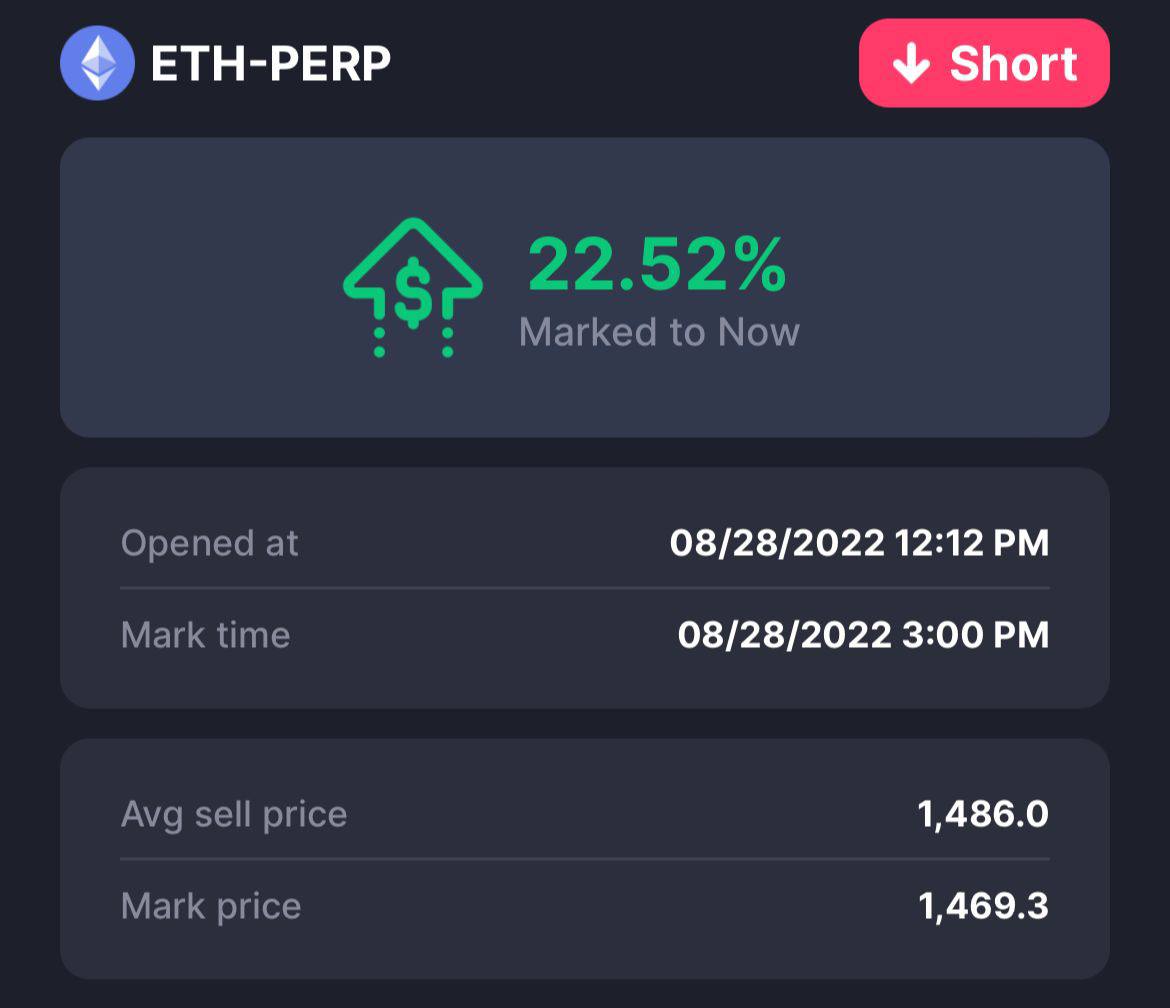 ETH-PERP
Short
22.52%
Marked to Now
Opened at 08/28/2022 12:12 PM
Mark time 08/28/2022 3:00 PM
Avg sell price 1,486.0
Mark price 1,469.3